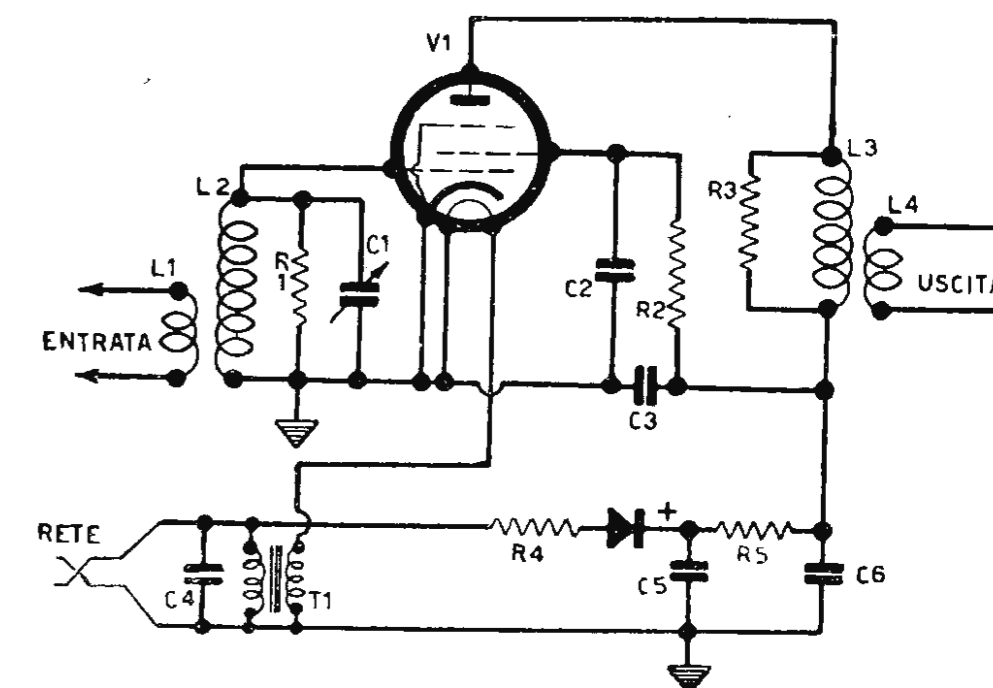 V1
L3
L2
R3
L4
L1
R1
C1
C2
R2
USCITA
ENTRATA
C3
RETE
+
R4
R5
C4
T1
C5
C6